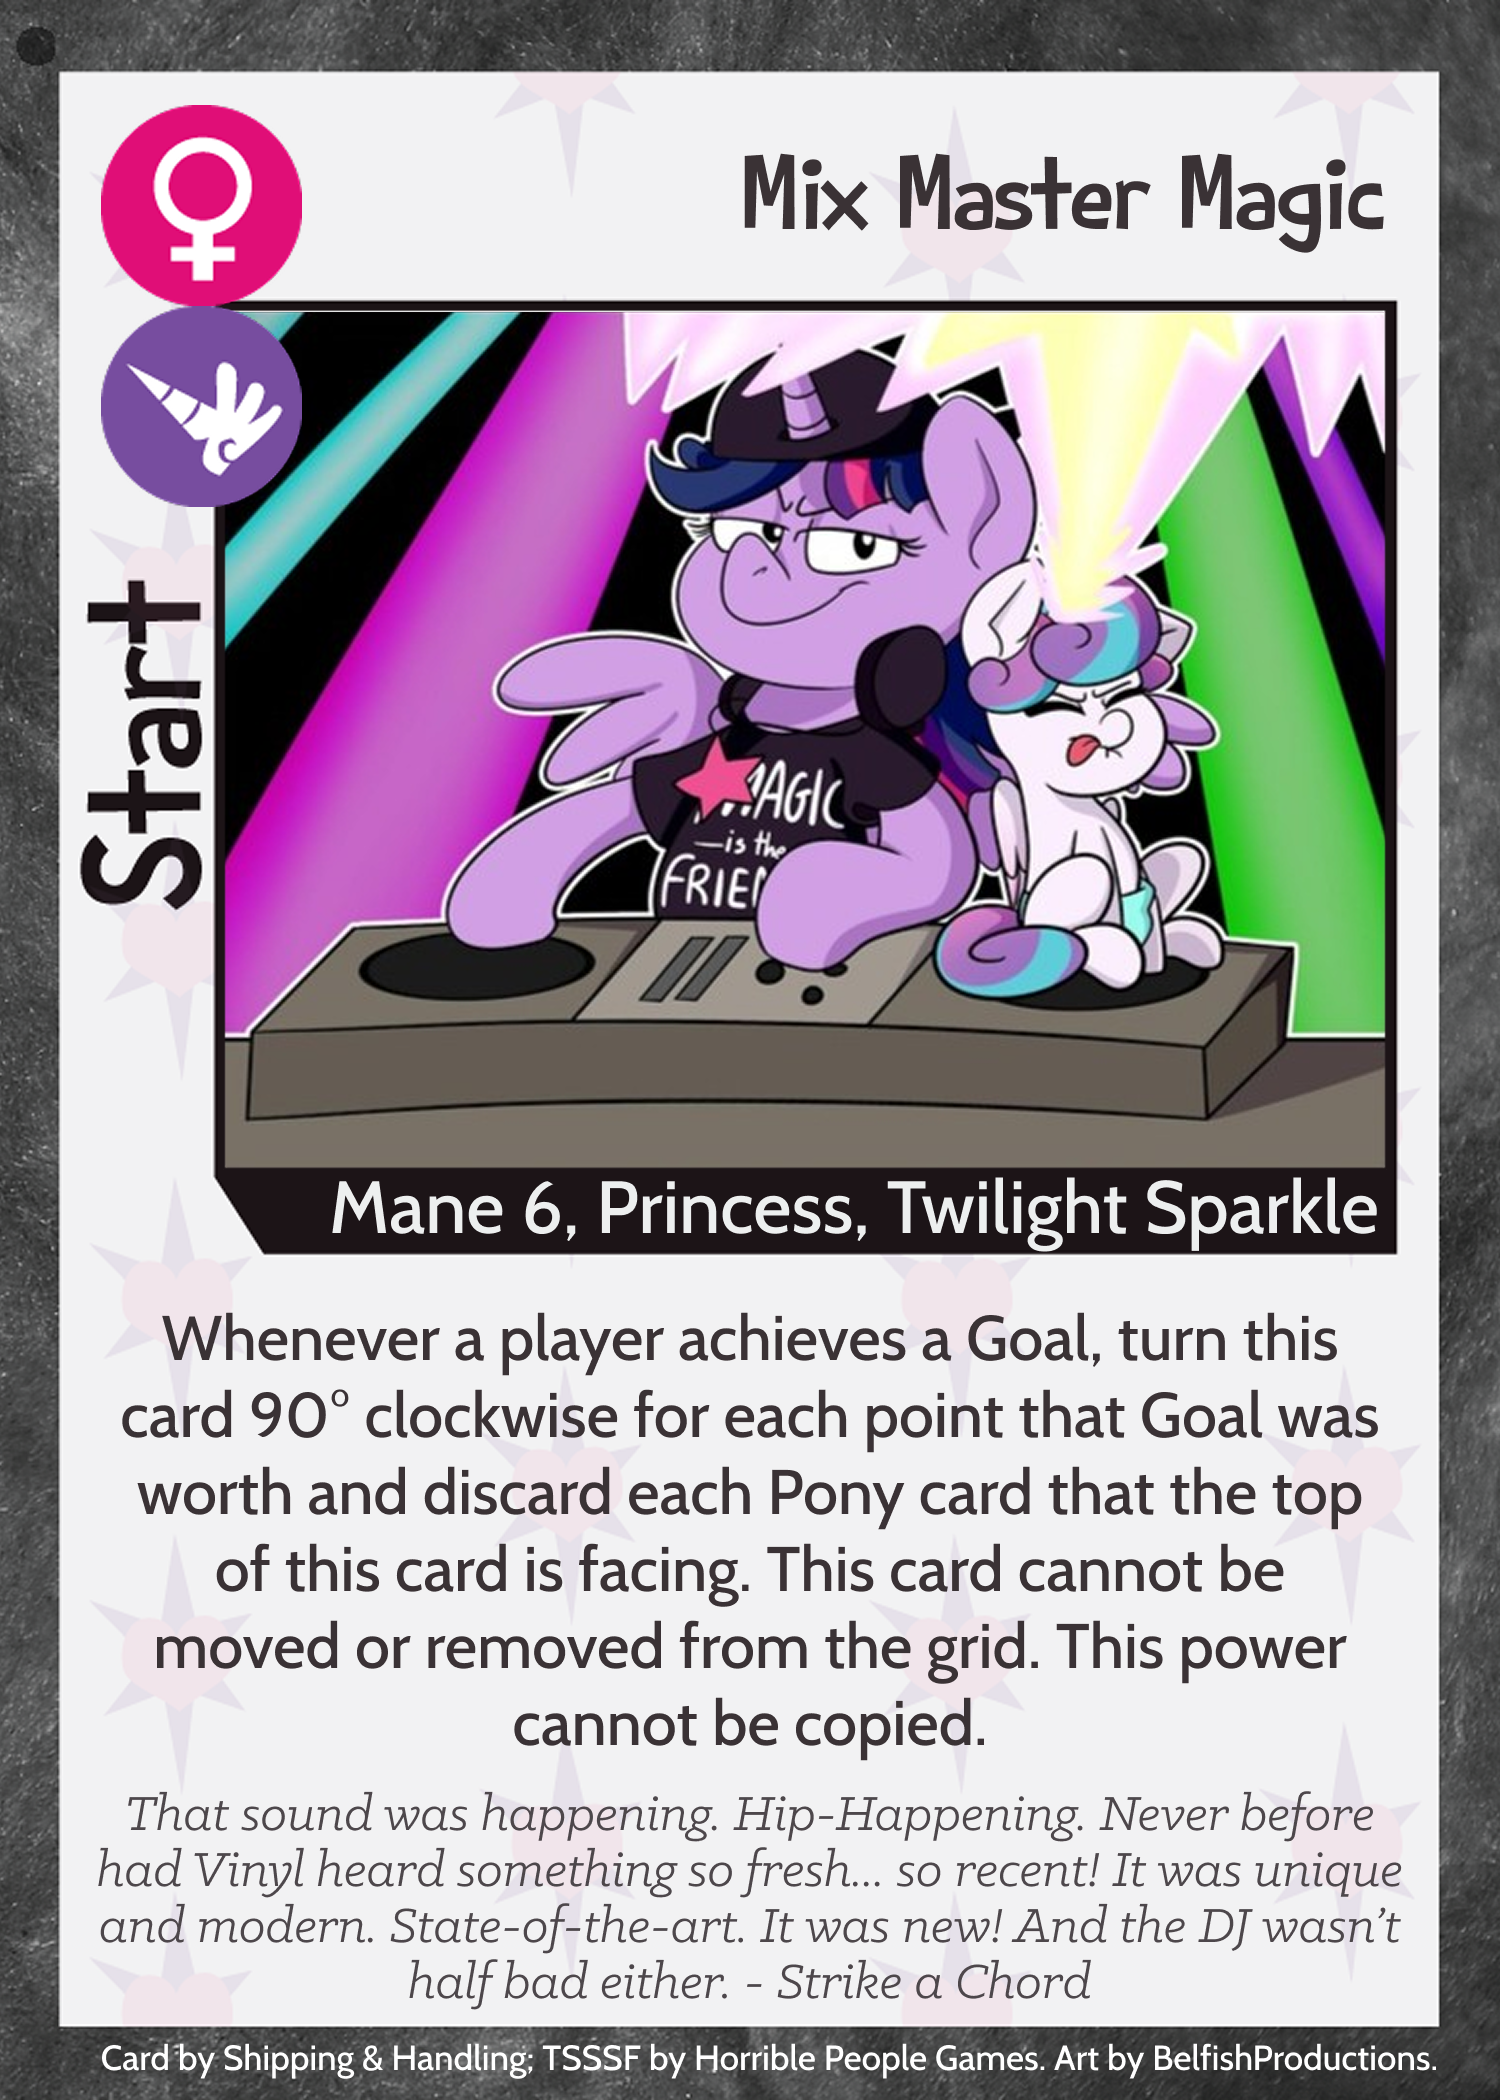 Mix Master Magic
Start
MAGIC
is the
FRIEN
Mane 6, Princess, Twilight Sparkle
Whenever a player achieves a Goal, turn this
card 90° clockwise for each point that Goal was
worth and discard each Pony card that the top
of this card is facing. This card cannot be
moved or removed from the grid. This power
cannot be copied.
That sound was happening. Hip-Happening. Never before
had Vinyl heard something so fresh... so recent! It was unique
and modern. State-of-the-art. It was new! And the DJ wasn’t
half bad either. - Strike a Chord
Card by Shipping & Handling; TSSSF by Horrible People Games. Art by BelfishProductions.